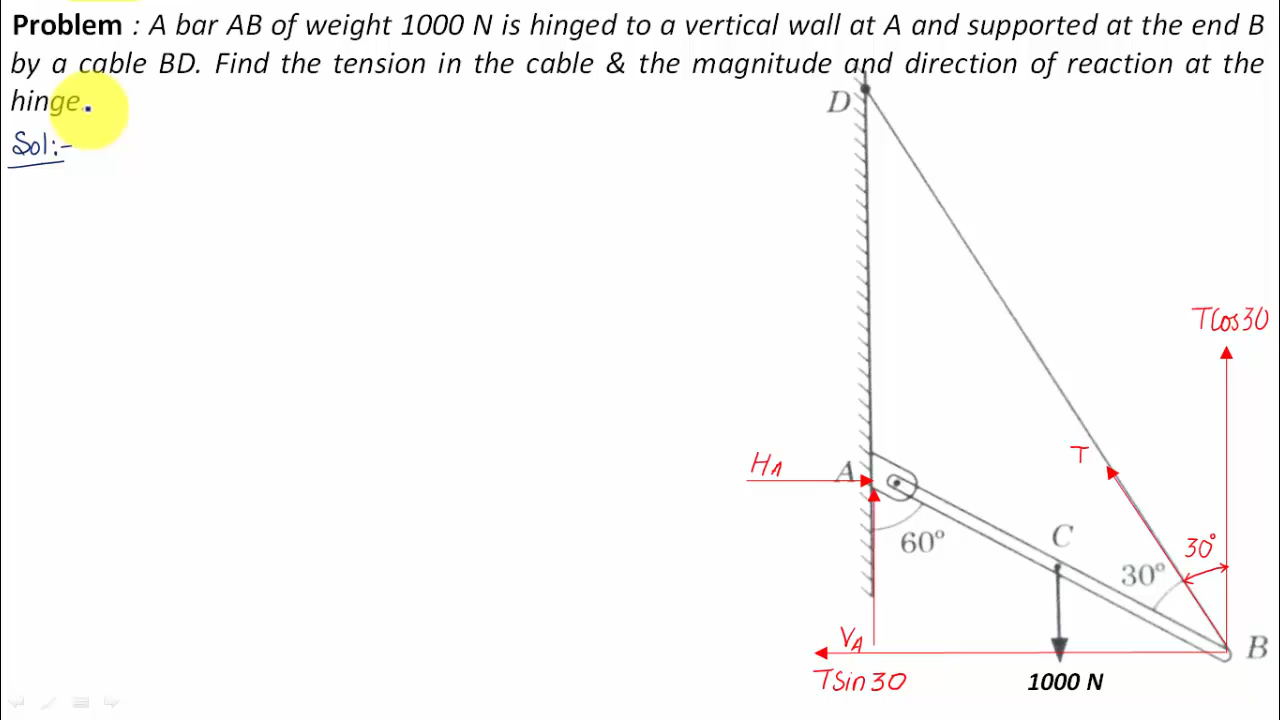 Problem : A bar AB of weight 1000 N is hinged to a vertical wall at A and supported at the end B
by a cable BD. Find the tension in the cable & the magnitude and direction of reaction at the
hinge.
Sol:-
D
TCos30
HA
A
T
60°
C
30°
30°
VA
B
TSin30
1000 N